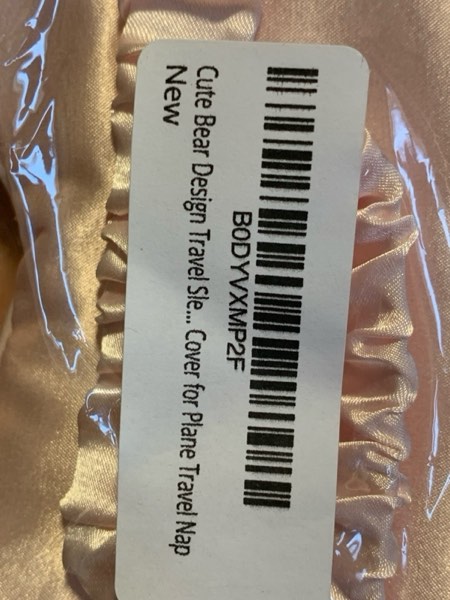 B0DYVXMP2F
Cute Bear Design Travel Sle... Cover for Plane Travel Nap
New